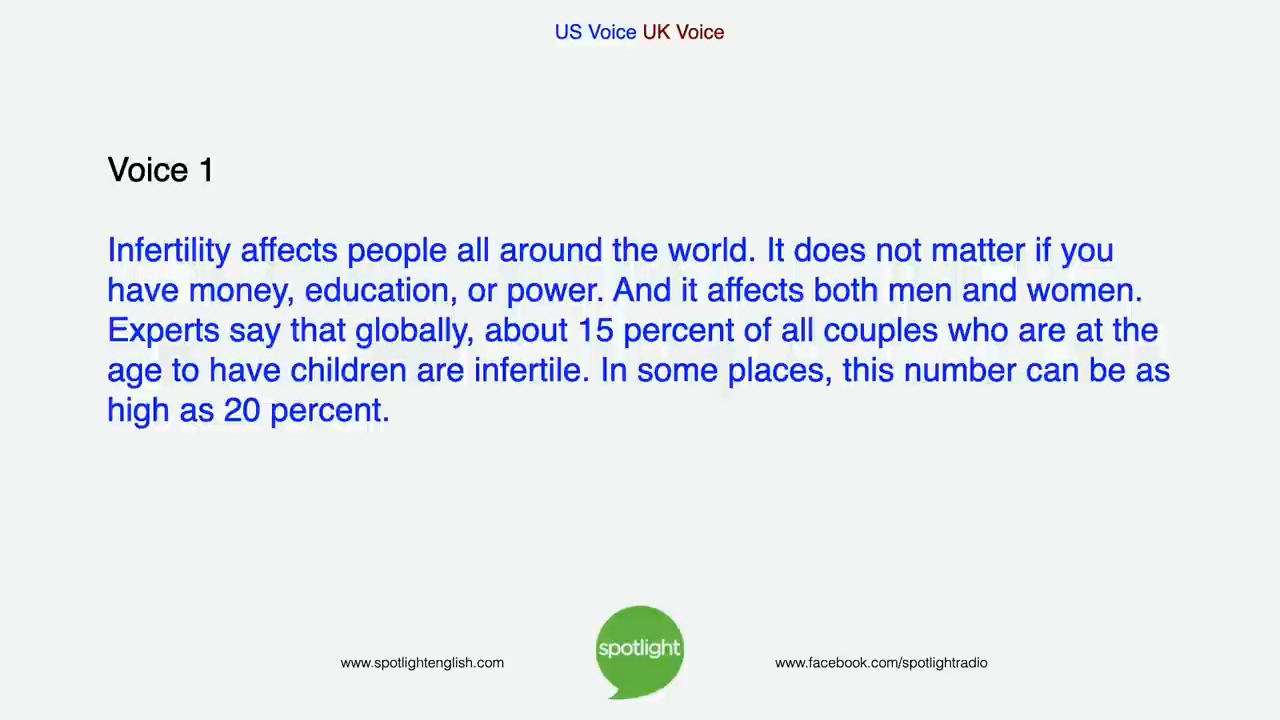 US Voice UK Voice
Voice 1
Infertility affects people all around the world. It does not matter if you
have money, education, or power. And it affects both men and women.
Experts say that globally, about 15 percent of all couples who are at the
age to have children are infertile. In some places, this number can be as
high as 20 percent.
spotlight
www.spotlightenglish.com
www.facebook.com/spotlightradio